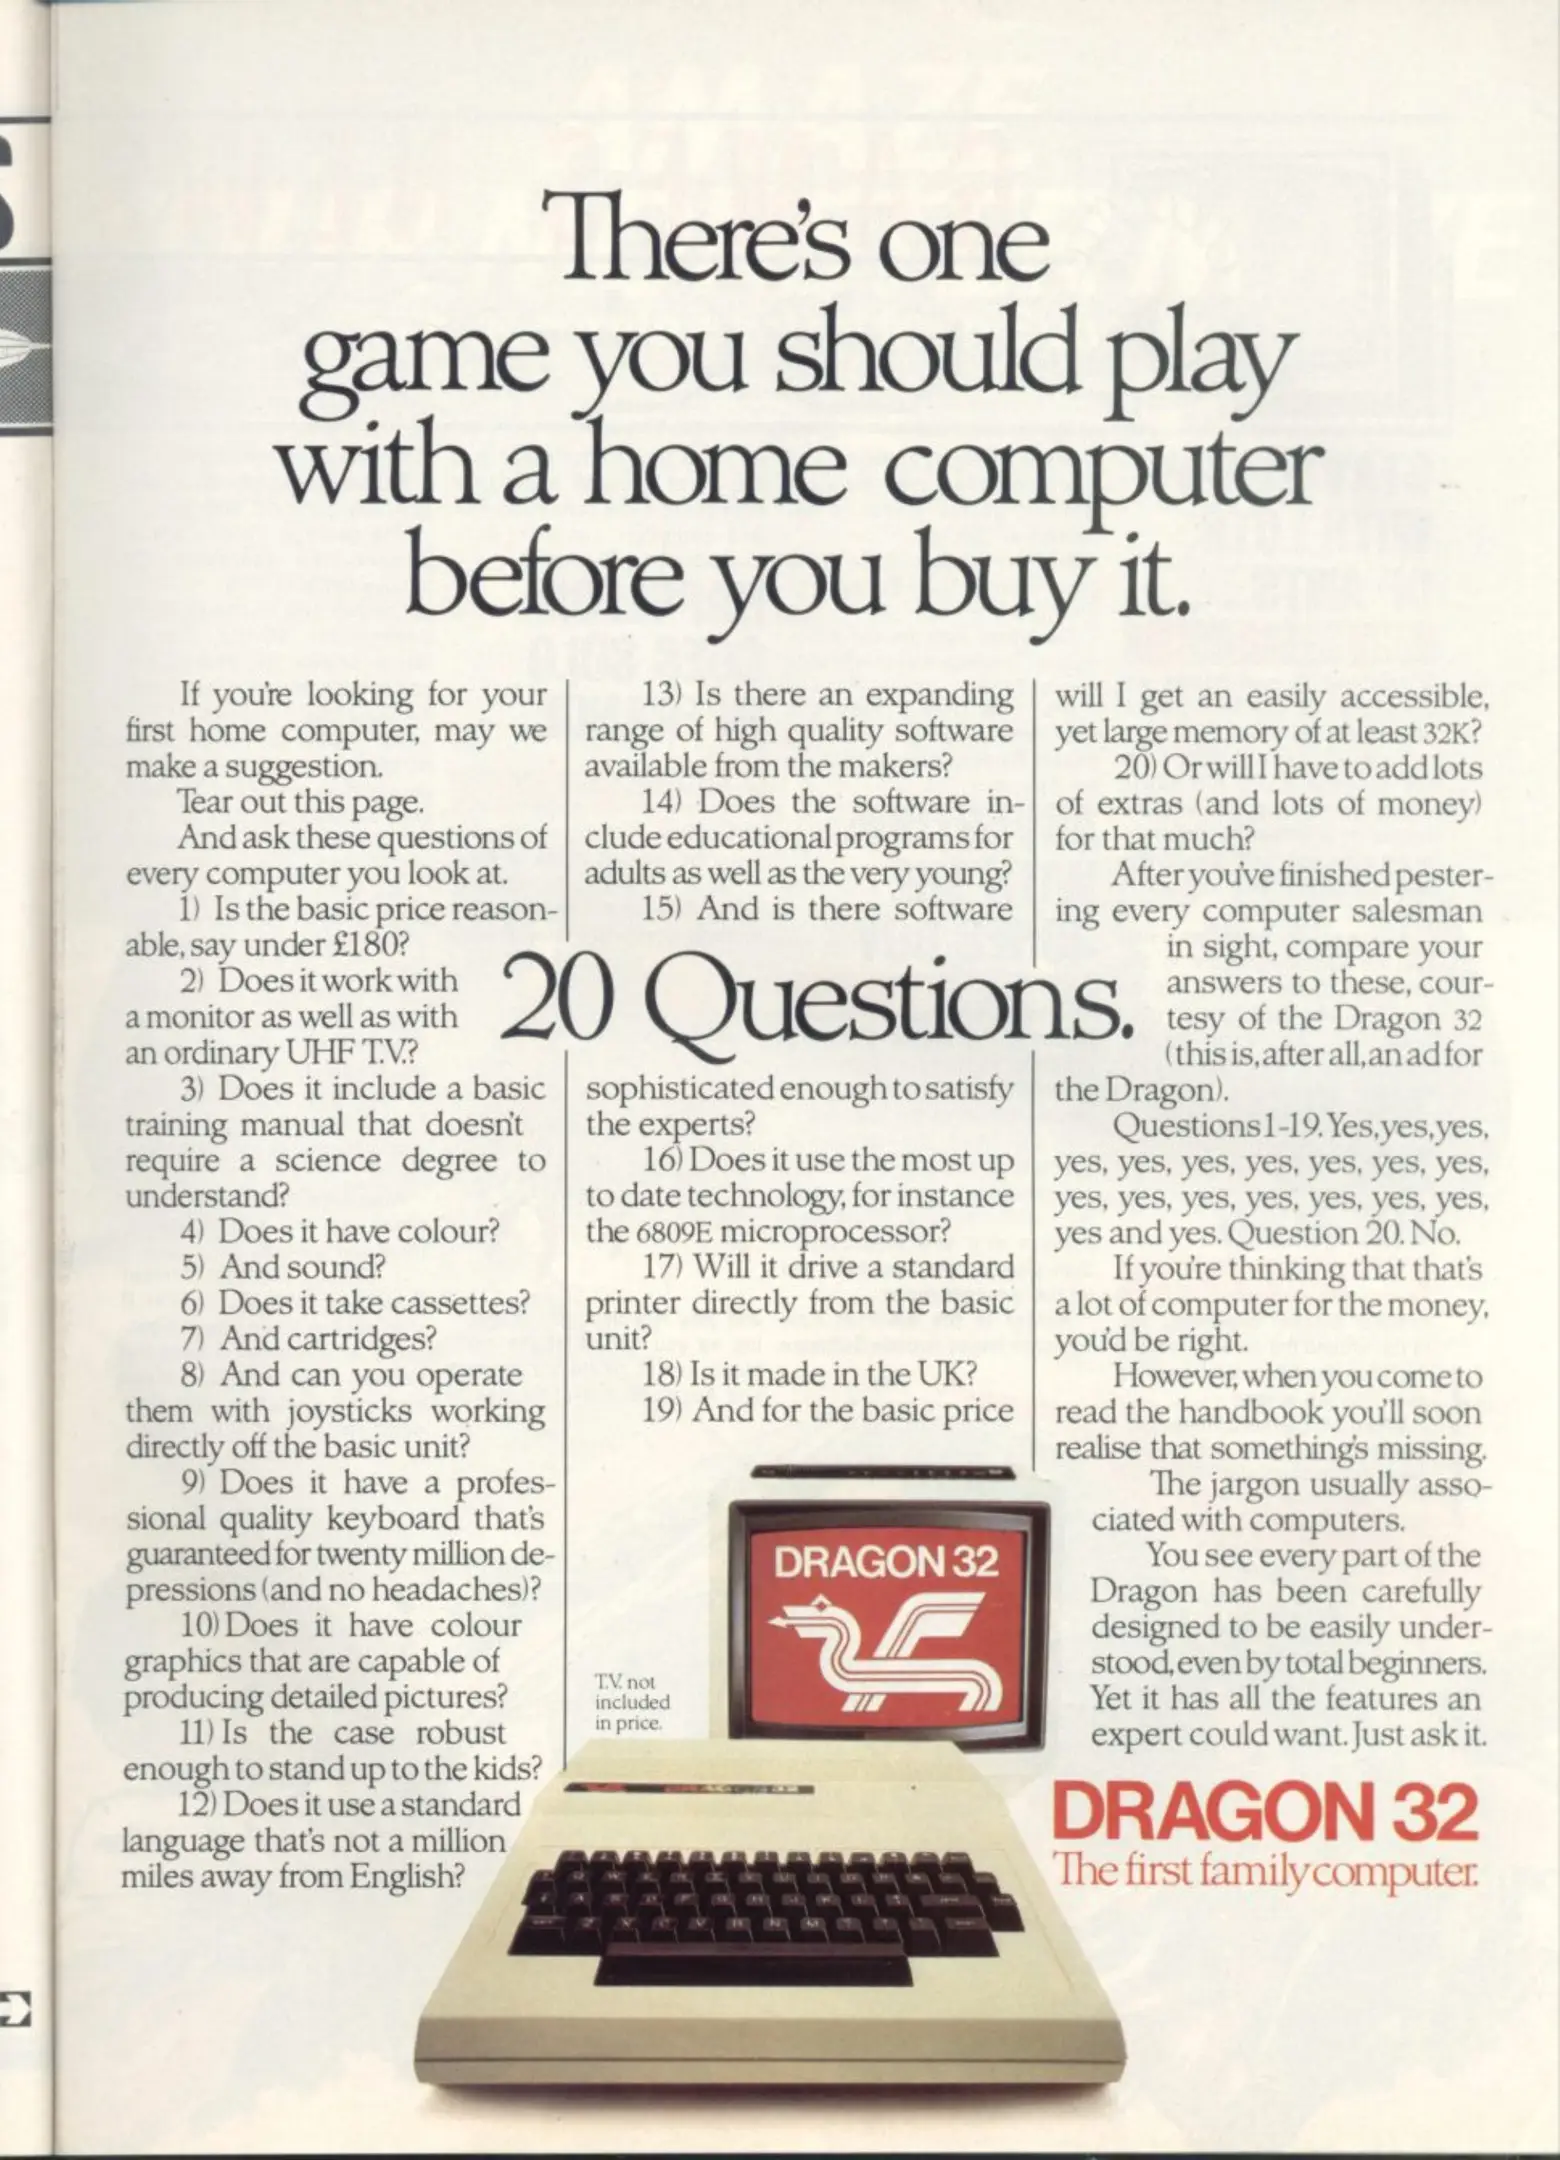 There's one
game you should play
with a home computer
before you buy it.
If you're looking for your
first home computer, may we
make a suggestion.
Tear out this page.
And ask these questions of
every computer you look at.
1) Is the basic price reason-
able, say under £180?
2) Does it work with
a monitor as well as with
an ordinary UHF T.V.?
3) Does it include a basic
training manual that doesn't
require a science degree to
understand?
4) Does it have colour?
5) And sound?
6) Does it take cassettes?
7) And cartridges?
8) And can you operate
them with joysticks working
directly off the basic unit?
9) Does it have a profes-
sional quality keyboard that's
guaranteed for twenty million de-
pressions (and no headaches)?
10) Does it have colour
graphics that are capable of
producing detailed pictures?
11) Is the case robust
enough to stand up to the kids?
12) Does it use a standard
language that's not a million
miles away from English?
13) Is there an expanding
range of high quality software
available from the makers?
14) Does the software in-
clude educational programs for
adults as well as the very young?
15) And is there software
20 Questions.
sophisticated enough to satisfy
the experts?
16) Does it use the most up
to date technology, for instance
the 6809E microprocessor?
17) Will it drive a standard
printer directly from the basic
unit?
18) Is it made in the UK?
19) And for the basic price
will I get an easily accessible,
yet large memory of at least 32K?
20) Or will I have to add lots
of extras (and lots of money)
for that much?
After you've finished pester-
ing every computer salesman
in sight, compare your
answers to these, cour-
tesy of the Dragon 32
(this is, after all, an ad for
the Dragon).
Questions 1-19. Yes, yes, yes,
yes, yes, yes, yes, yes, yes, yes,
yes, yes, yes, yes, yes, yes, yes,
yes and yes. Question 20. No.
If you're thinking that that's
a lot of computer for the money,
you'd be right.
However, when you come to
read the handbook you'll soon
realise that something's missing.
The jargon usually asso-
ciated with computers.
You see every part of the
Dragon has been carefully
designed to be easily under-
stood, even by total beginners.
Yet it has all the features an
expert could want. Just ask it.
DRAGON 32
T.V. not
included
in price.
DRAGON 32
The first family computer.